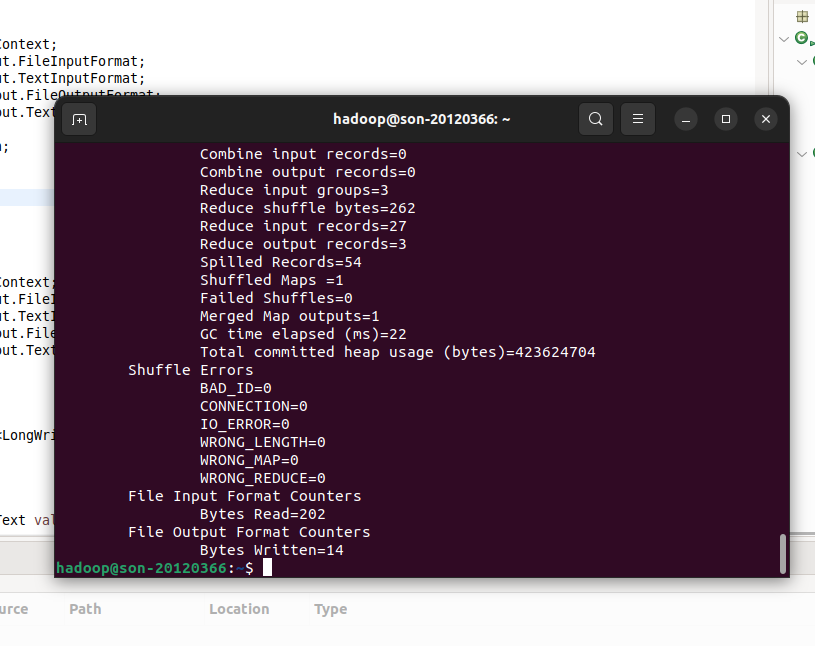 Context;
ut.FileInputFormat;
ut.TextInputFormat;
put.FileOutputFormat;
out.Text
;
hadoop@son-20120366: ~
Combine input records=0
Combine output records=0
Reduce input groups=3
Reduce shuffle bytes=262
Reduce input records=27
Reduce output records=3
Spilled Records=54
Shuffled Maps =1
Failed Shuffles=0
Merged Map outputs=1
GC time elapsed (ms)=22
Total committed heap usage (bytes)=423624704
Shuffle Errors
BAD_ID=0
CONNECTION=0
IO_ERROR=0
WRONG_LENGTH=0
WRONG_MAP=0
WRONG_REDUCE=0
File Input Format Counters
Bytes Read=202
File Output Format Counters
Bytes Written=14
hadoop@son-20120366:~$
Context;
ut.FileI
ut.TextI
out.File
out.Text
<LongWri
Text val
urce Path Location Type